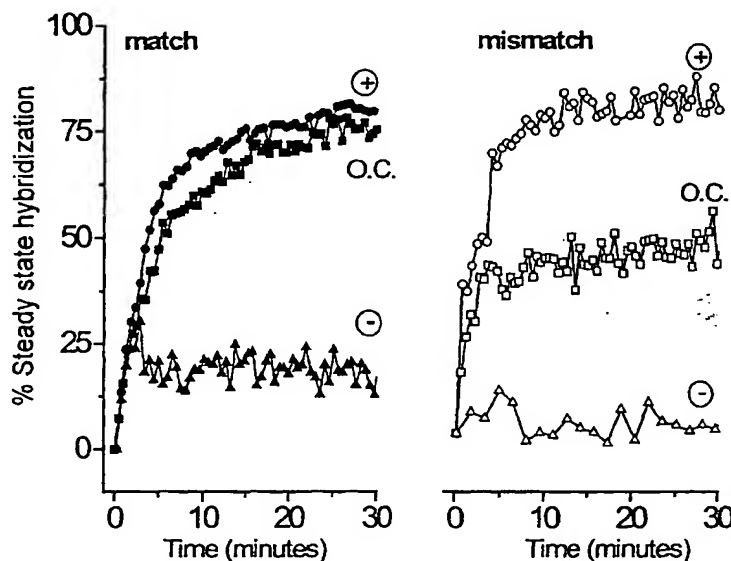 match
mismatch
% Steady state hybridization
100
75
50
25
0
+
O.C.
-
+
O.C.
-
0 10 20 30
Time (minutes)
0 10 20 30
Time (minutes)